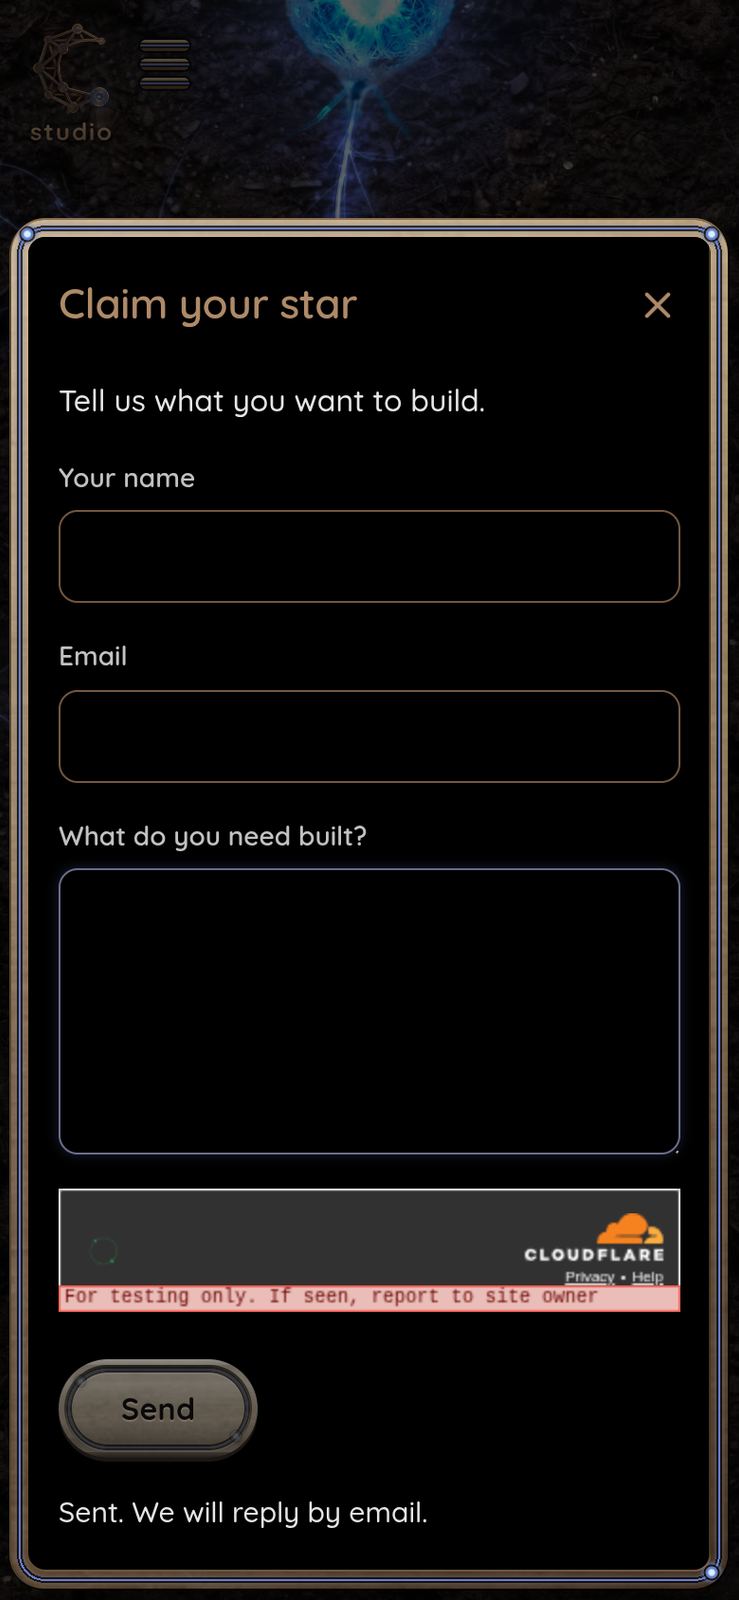 studio
Claim your star
Tell us what you want to build.
Your name
Email
What do you need built?
CLOUDFLARE
Privacy • Help
For testing only. If seen, report to site owner
Send
Sent. We will reply by email.